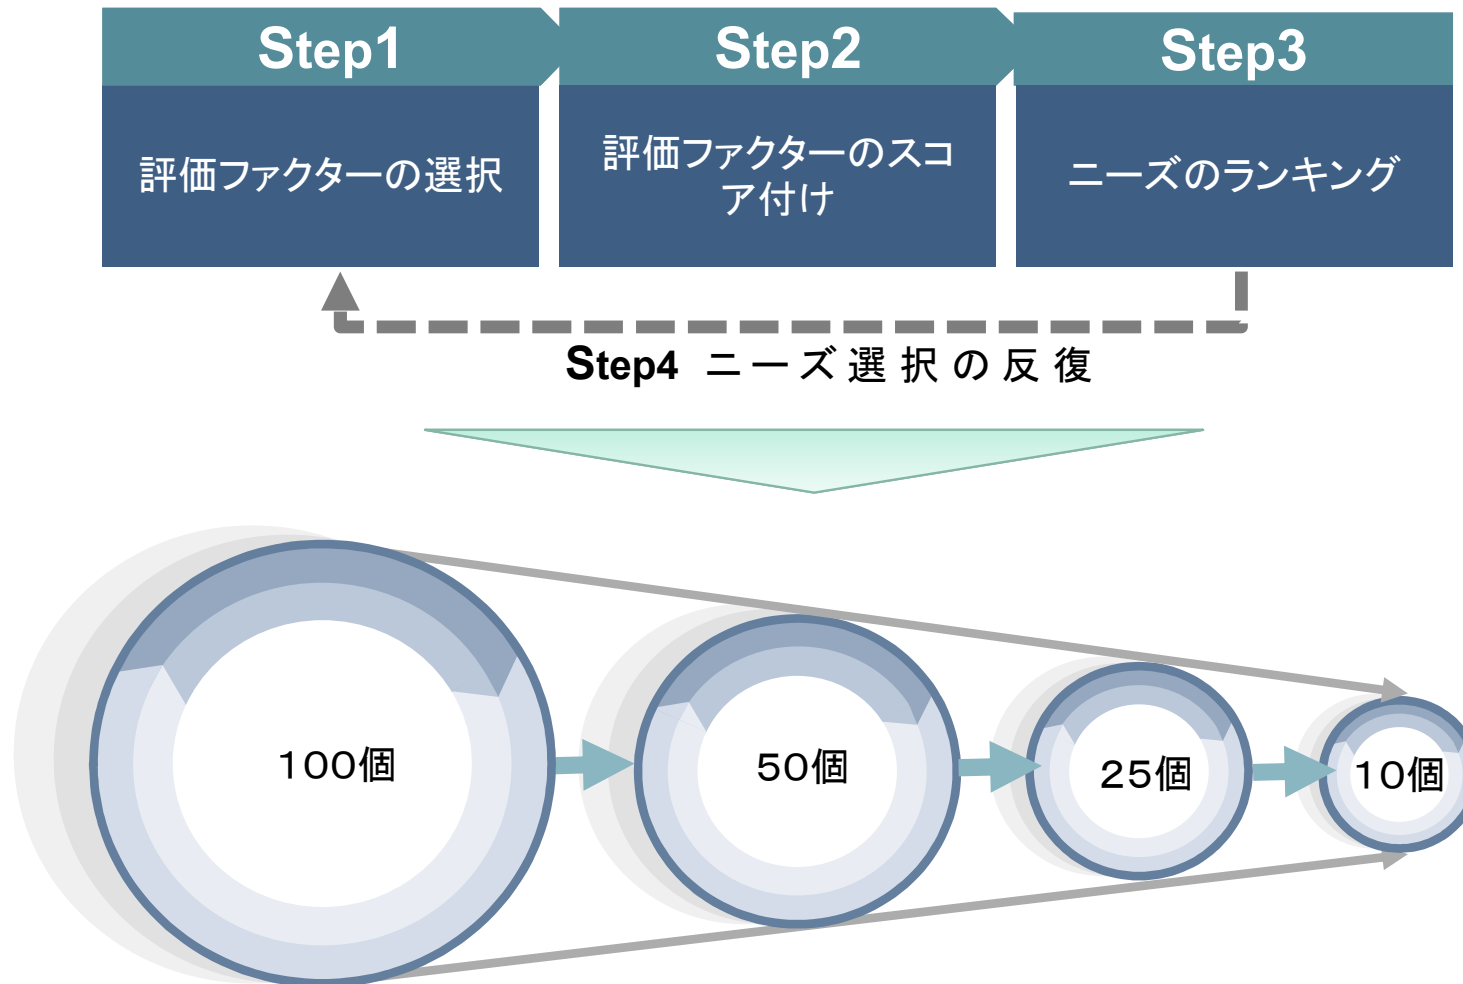 Step1
Step2
Step3
評価ファクターの選択
評価ファクターのスコ
ア付け
ニーズのランキング
Step4 ニーズ選択の反復
100個
50個
25個
10個